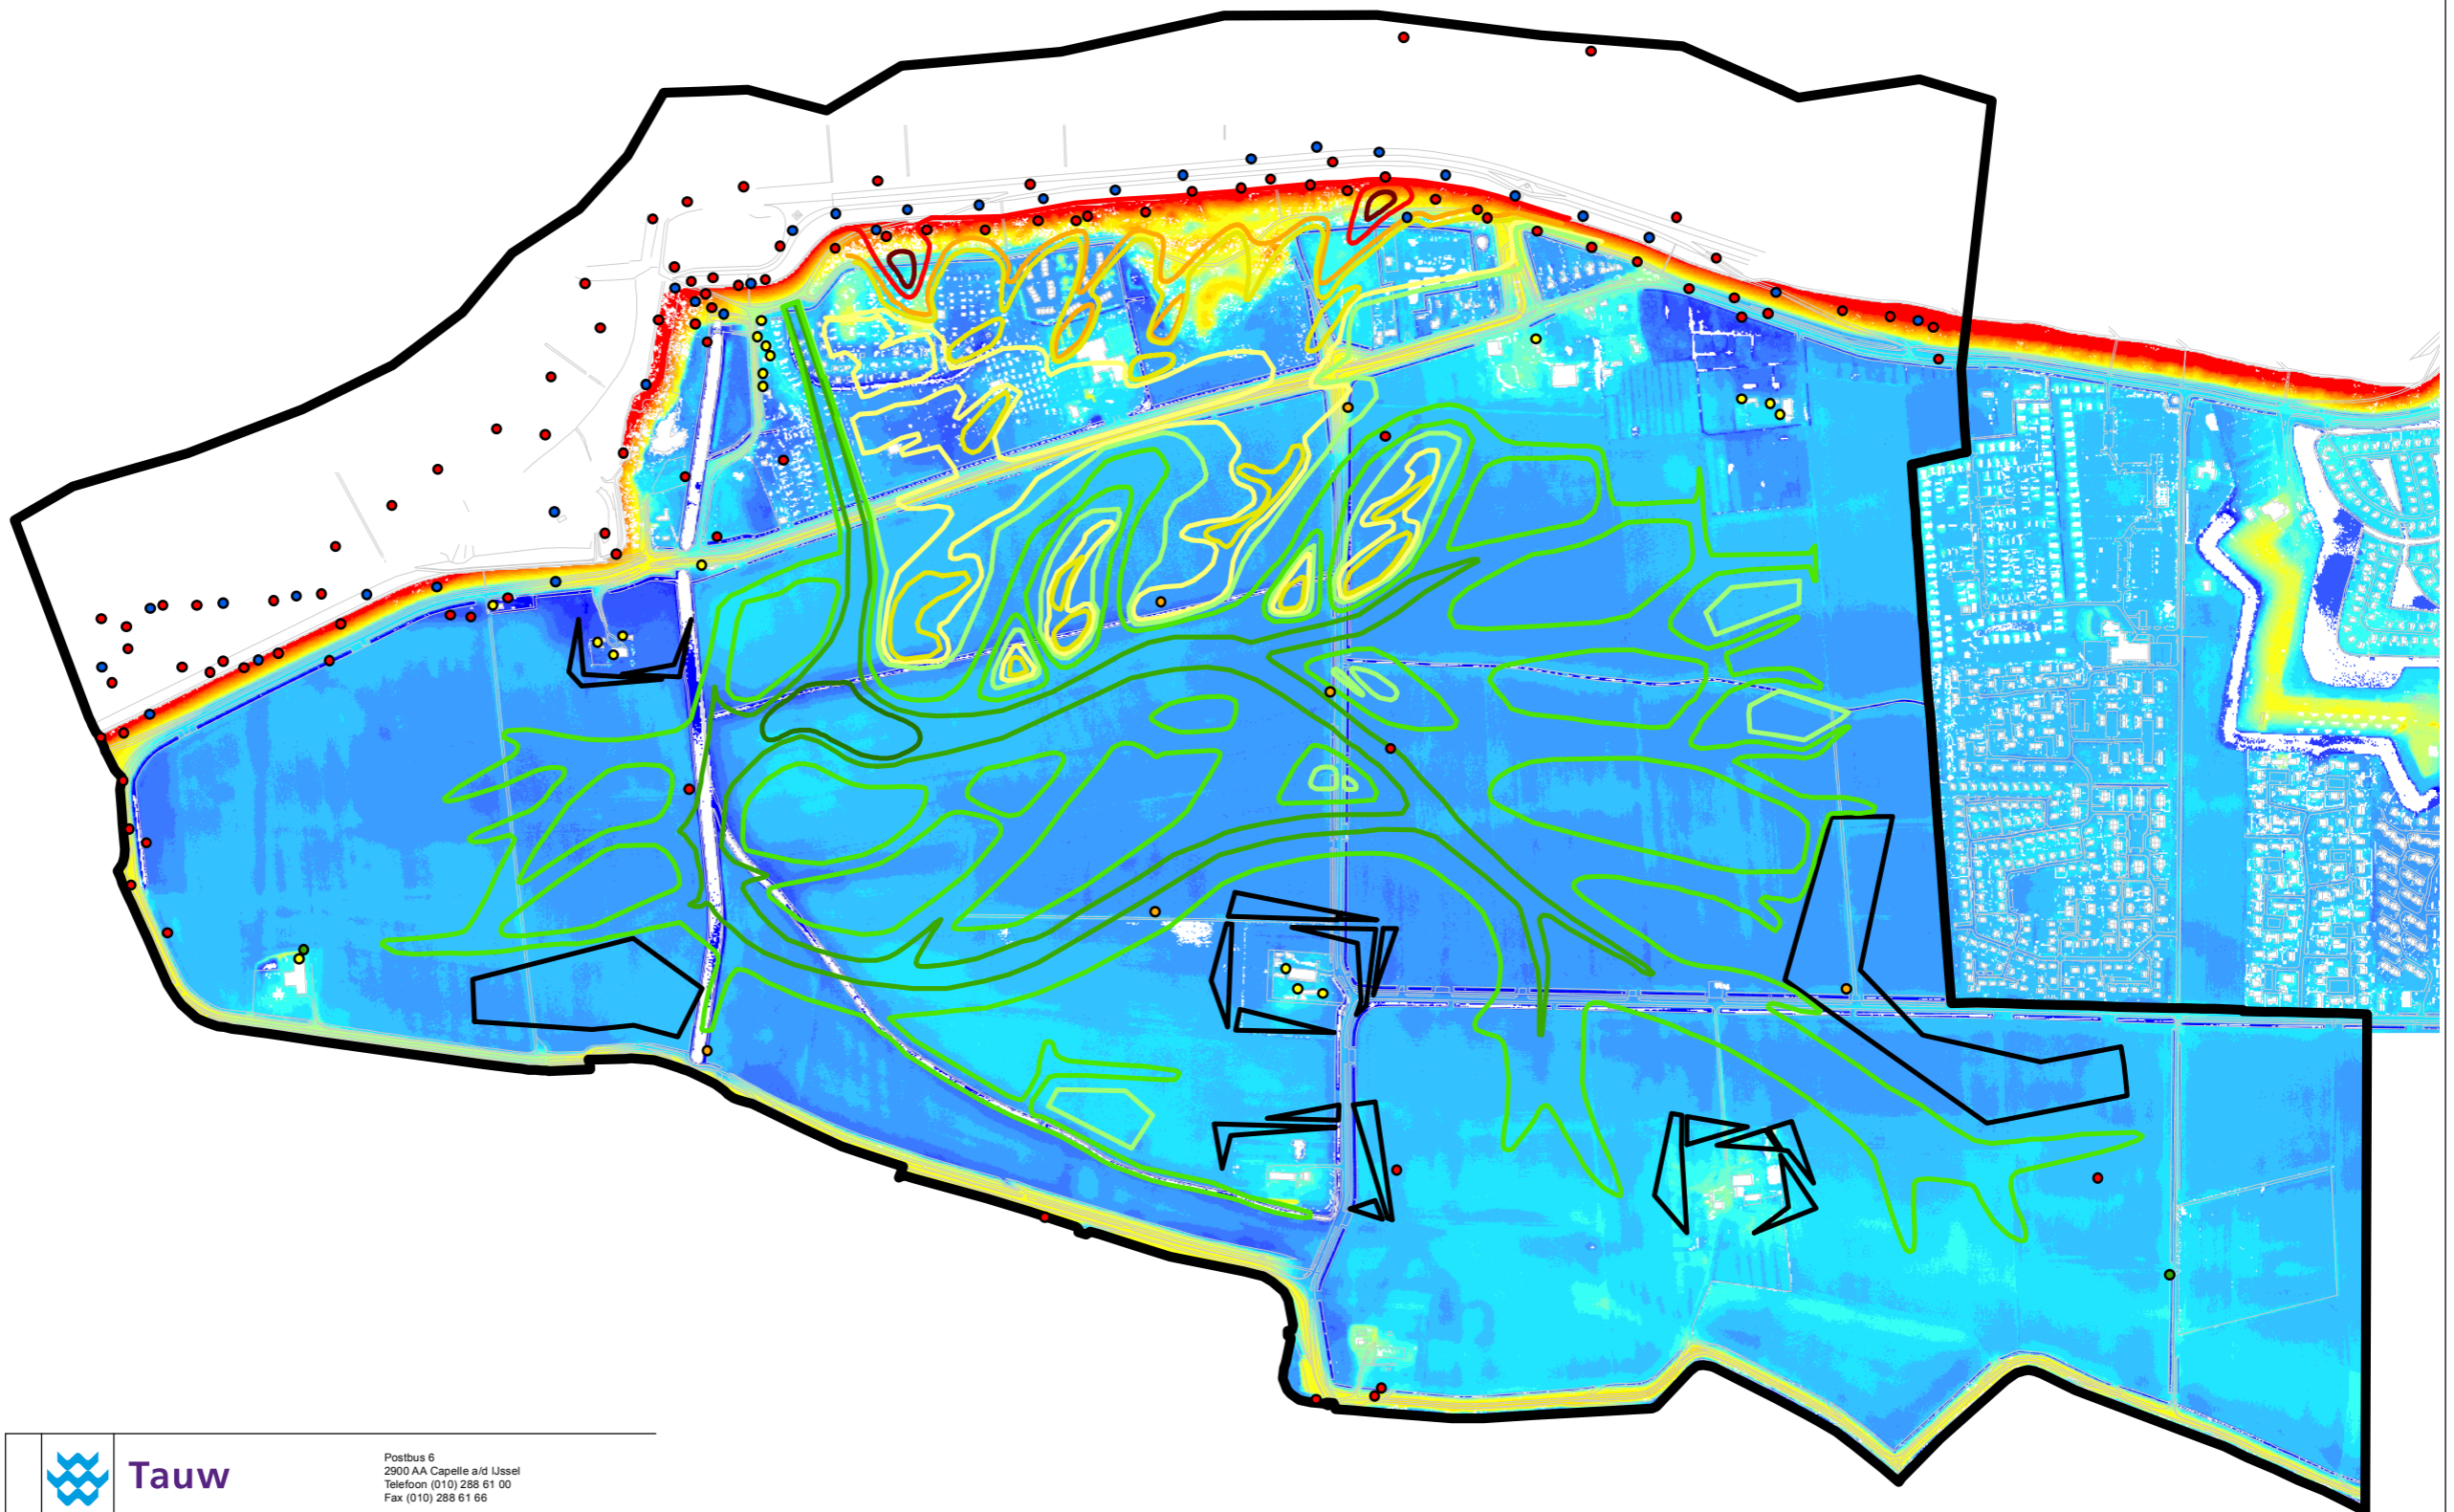 Tauw
Postbus 6
2900 AA Capelle a/d IJssel
Telefoon (010) 288 61 00
Fax (010) 288 61 66